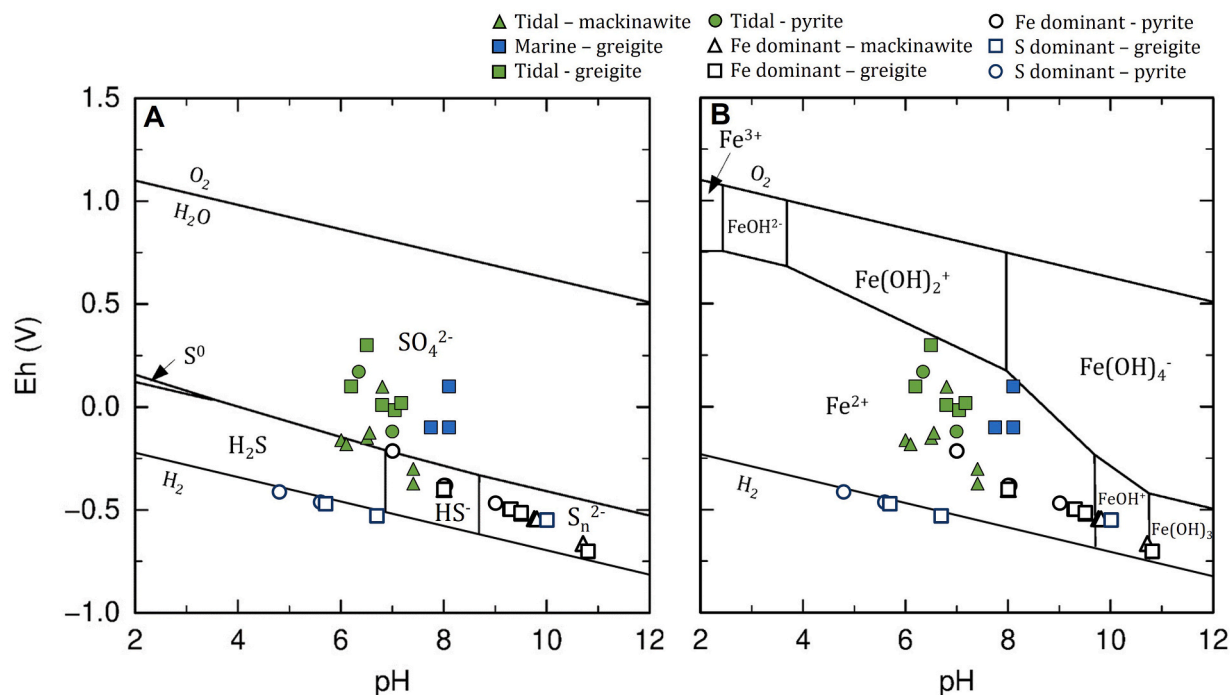 Tidal – mackinawite Tidal - pyrite Fe dominant - pyrite
Marine – greigite Fe dominant – mackinawite S dominant – greigite
Tidal - greigite Fe dominant – greigite S dominant – pyrite
A
1.5
1.0
0.5
0.0
−0.5
−1.0
Eh (V)
O₂
H₂O
SO₄²⁻
S⁰
H₂S
H₂
HS⁻
Sₙ²⁻
2 4 6 8 10 12
pH
B
Fe³⁺
O₂
FeOH²⁻
Fe(OH)₂⁺
Fe(OH)₄⁻
Fe²⁺
H₂
FeOH⁺
Fe(OH)₃
2 4 6 8 10 12
pH